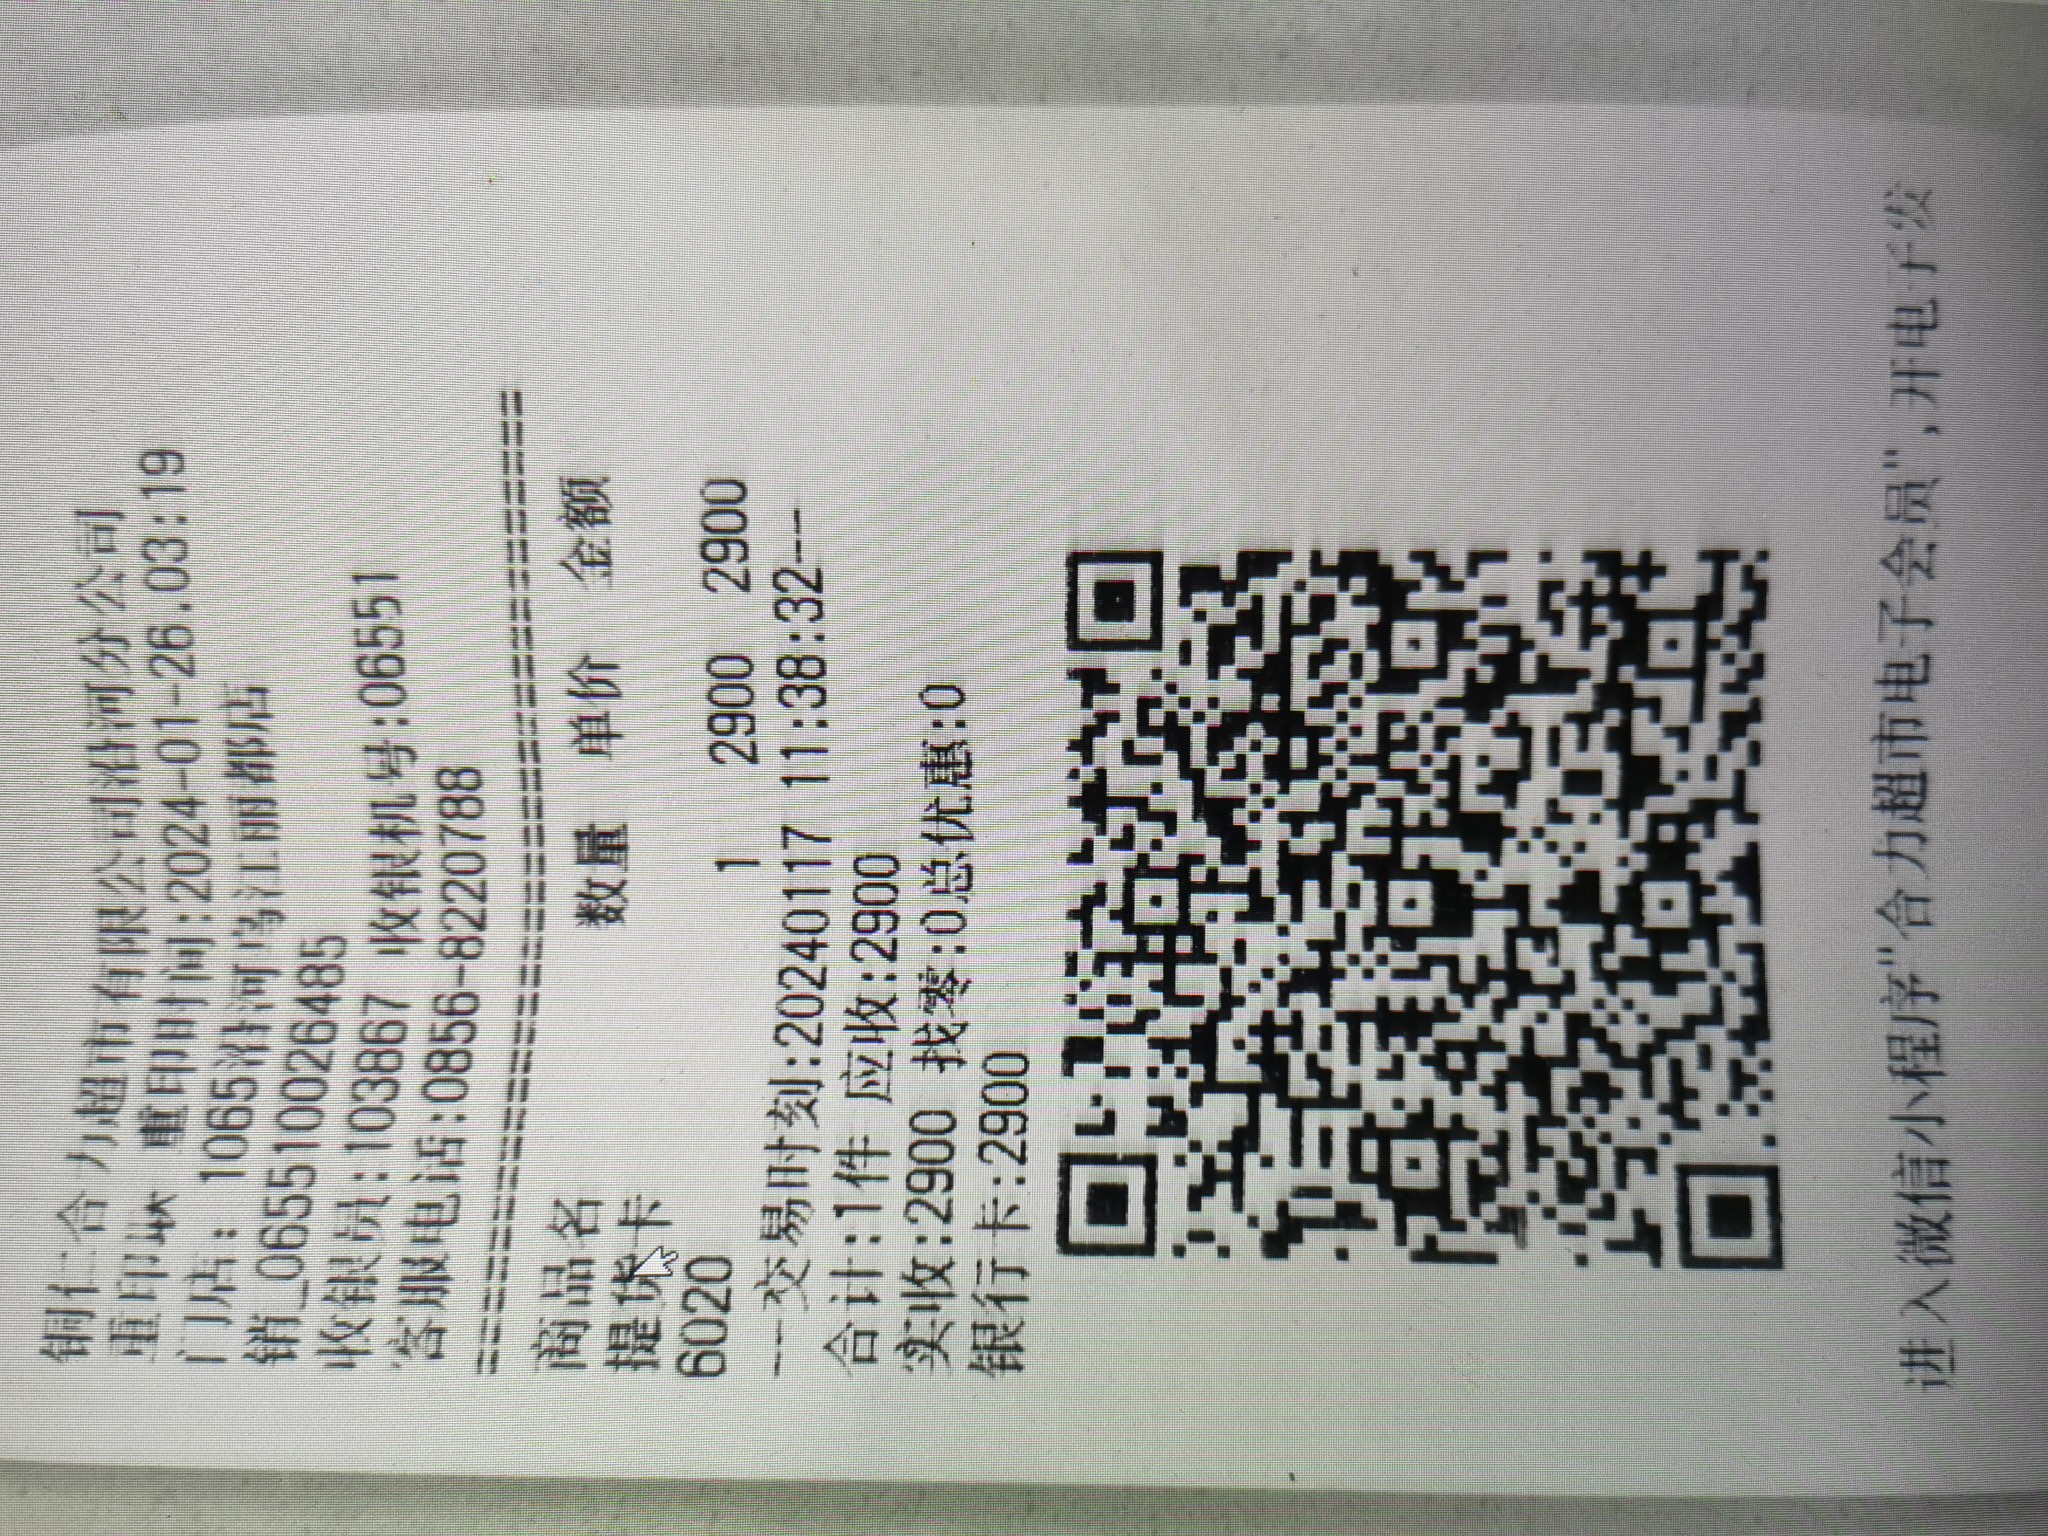 铜仁合力超市有限公司沿河分公司
重印联 重印时间:2024-01-26.03:19
门店: 1065沿河乌江丽都店
销_065510026485
收银员:103867 收银机号:06551
客服电话:0856-8220788
==========================================
商品名 数量 单价 金额
提货卡
6020 1 2900 2900
---交易时刻:20240117 11:38:32---
合计:1件 应收:2900
实收:2900 找零:0总优惠:0
银行卡:2900
进入微信小程序"合力超市电子会员",开电子发